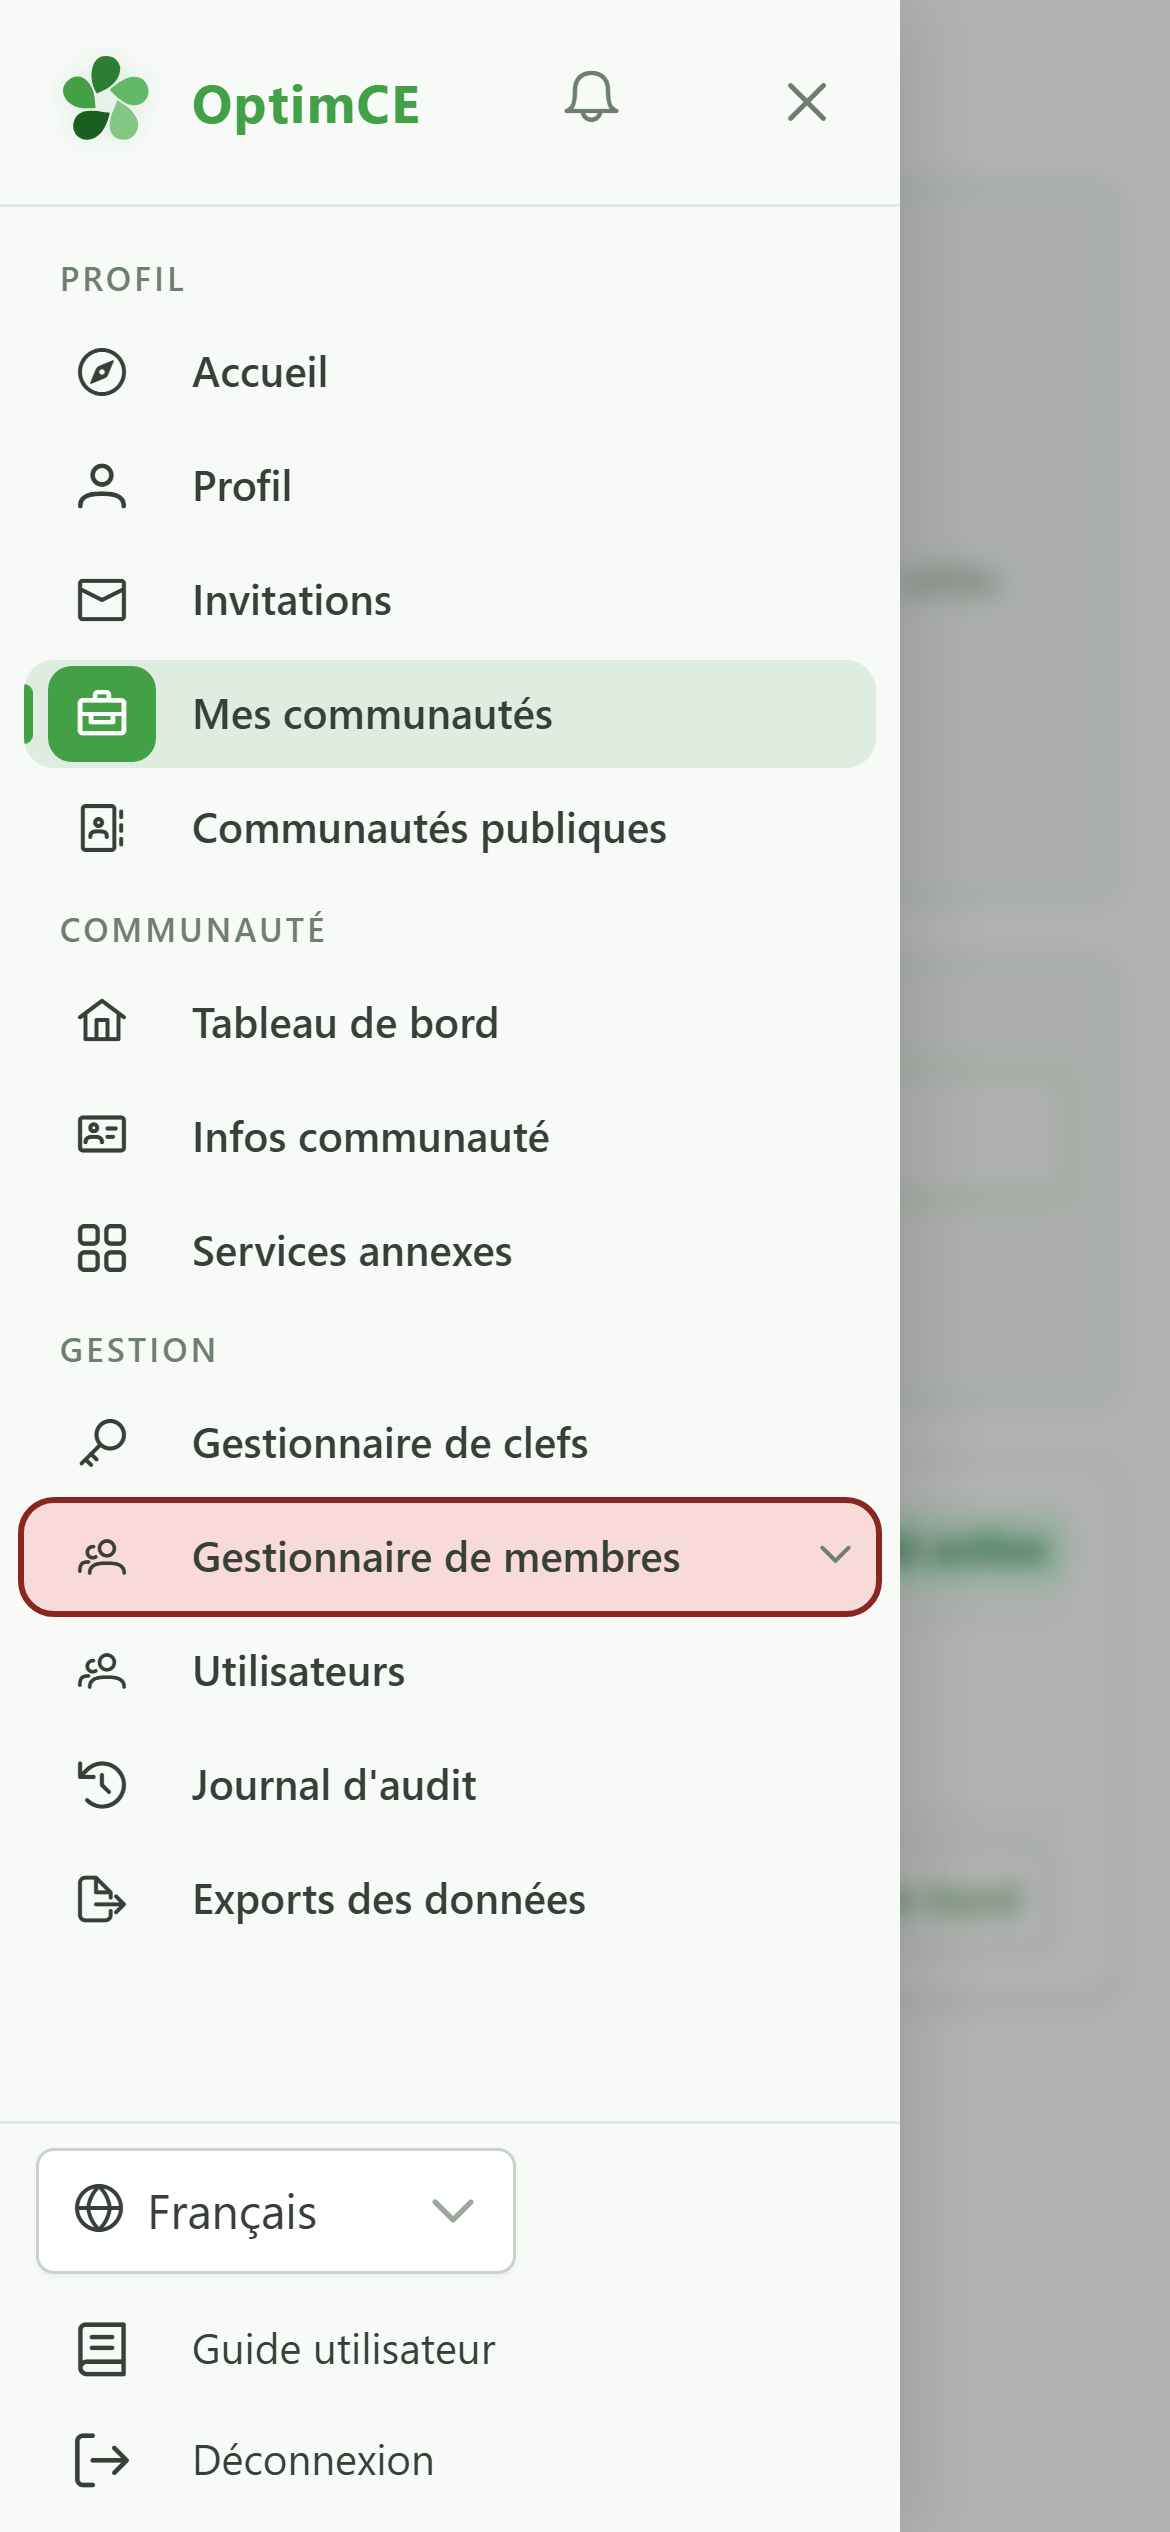 OptimCE
PROFIL
Accueil
Profil
Invitations
Mes communautés
Communautés publiques
COMMUNAUTÉ
Tableau de bord
Infos communauté
Services annexes
GESTION
Gestionnaire de clefs
Gestionnaire de membres
Utilisateurs
Journal d'audit
Exports des données
Français
Guide utilisateur
Déconnexion